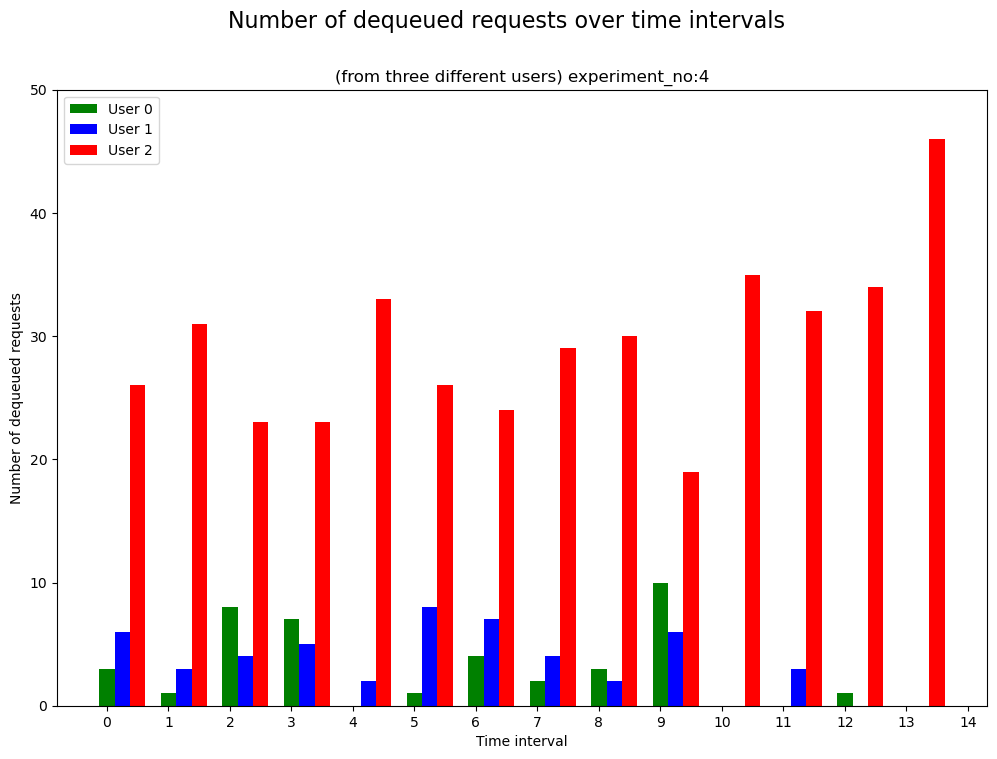 Number of dequeued requests over time intervals
(from three different users) experiment_no:4
User 0
User 1
User 2
Number of dequeued requests
50
40
30
20
10
0
0 1 2 3 4 5 6 7 8 9 10 11 12 13 14
Time interval